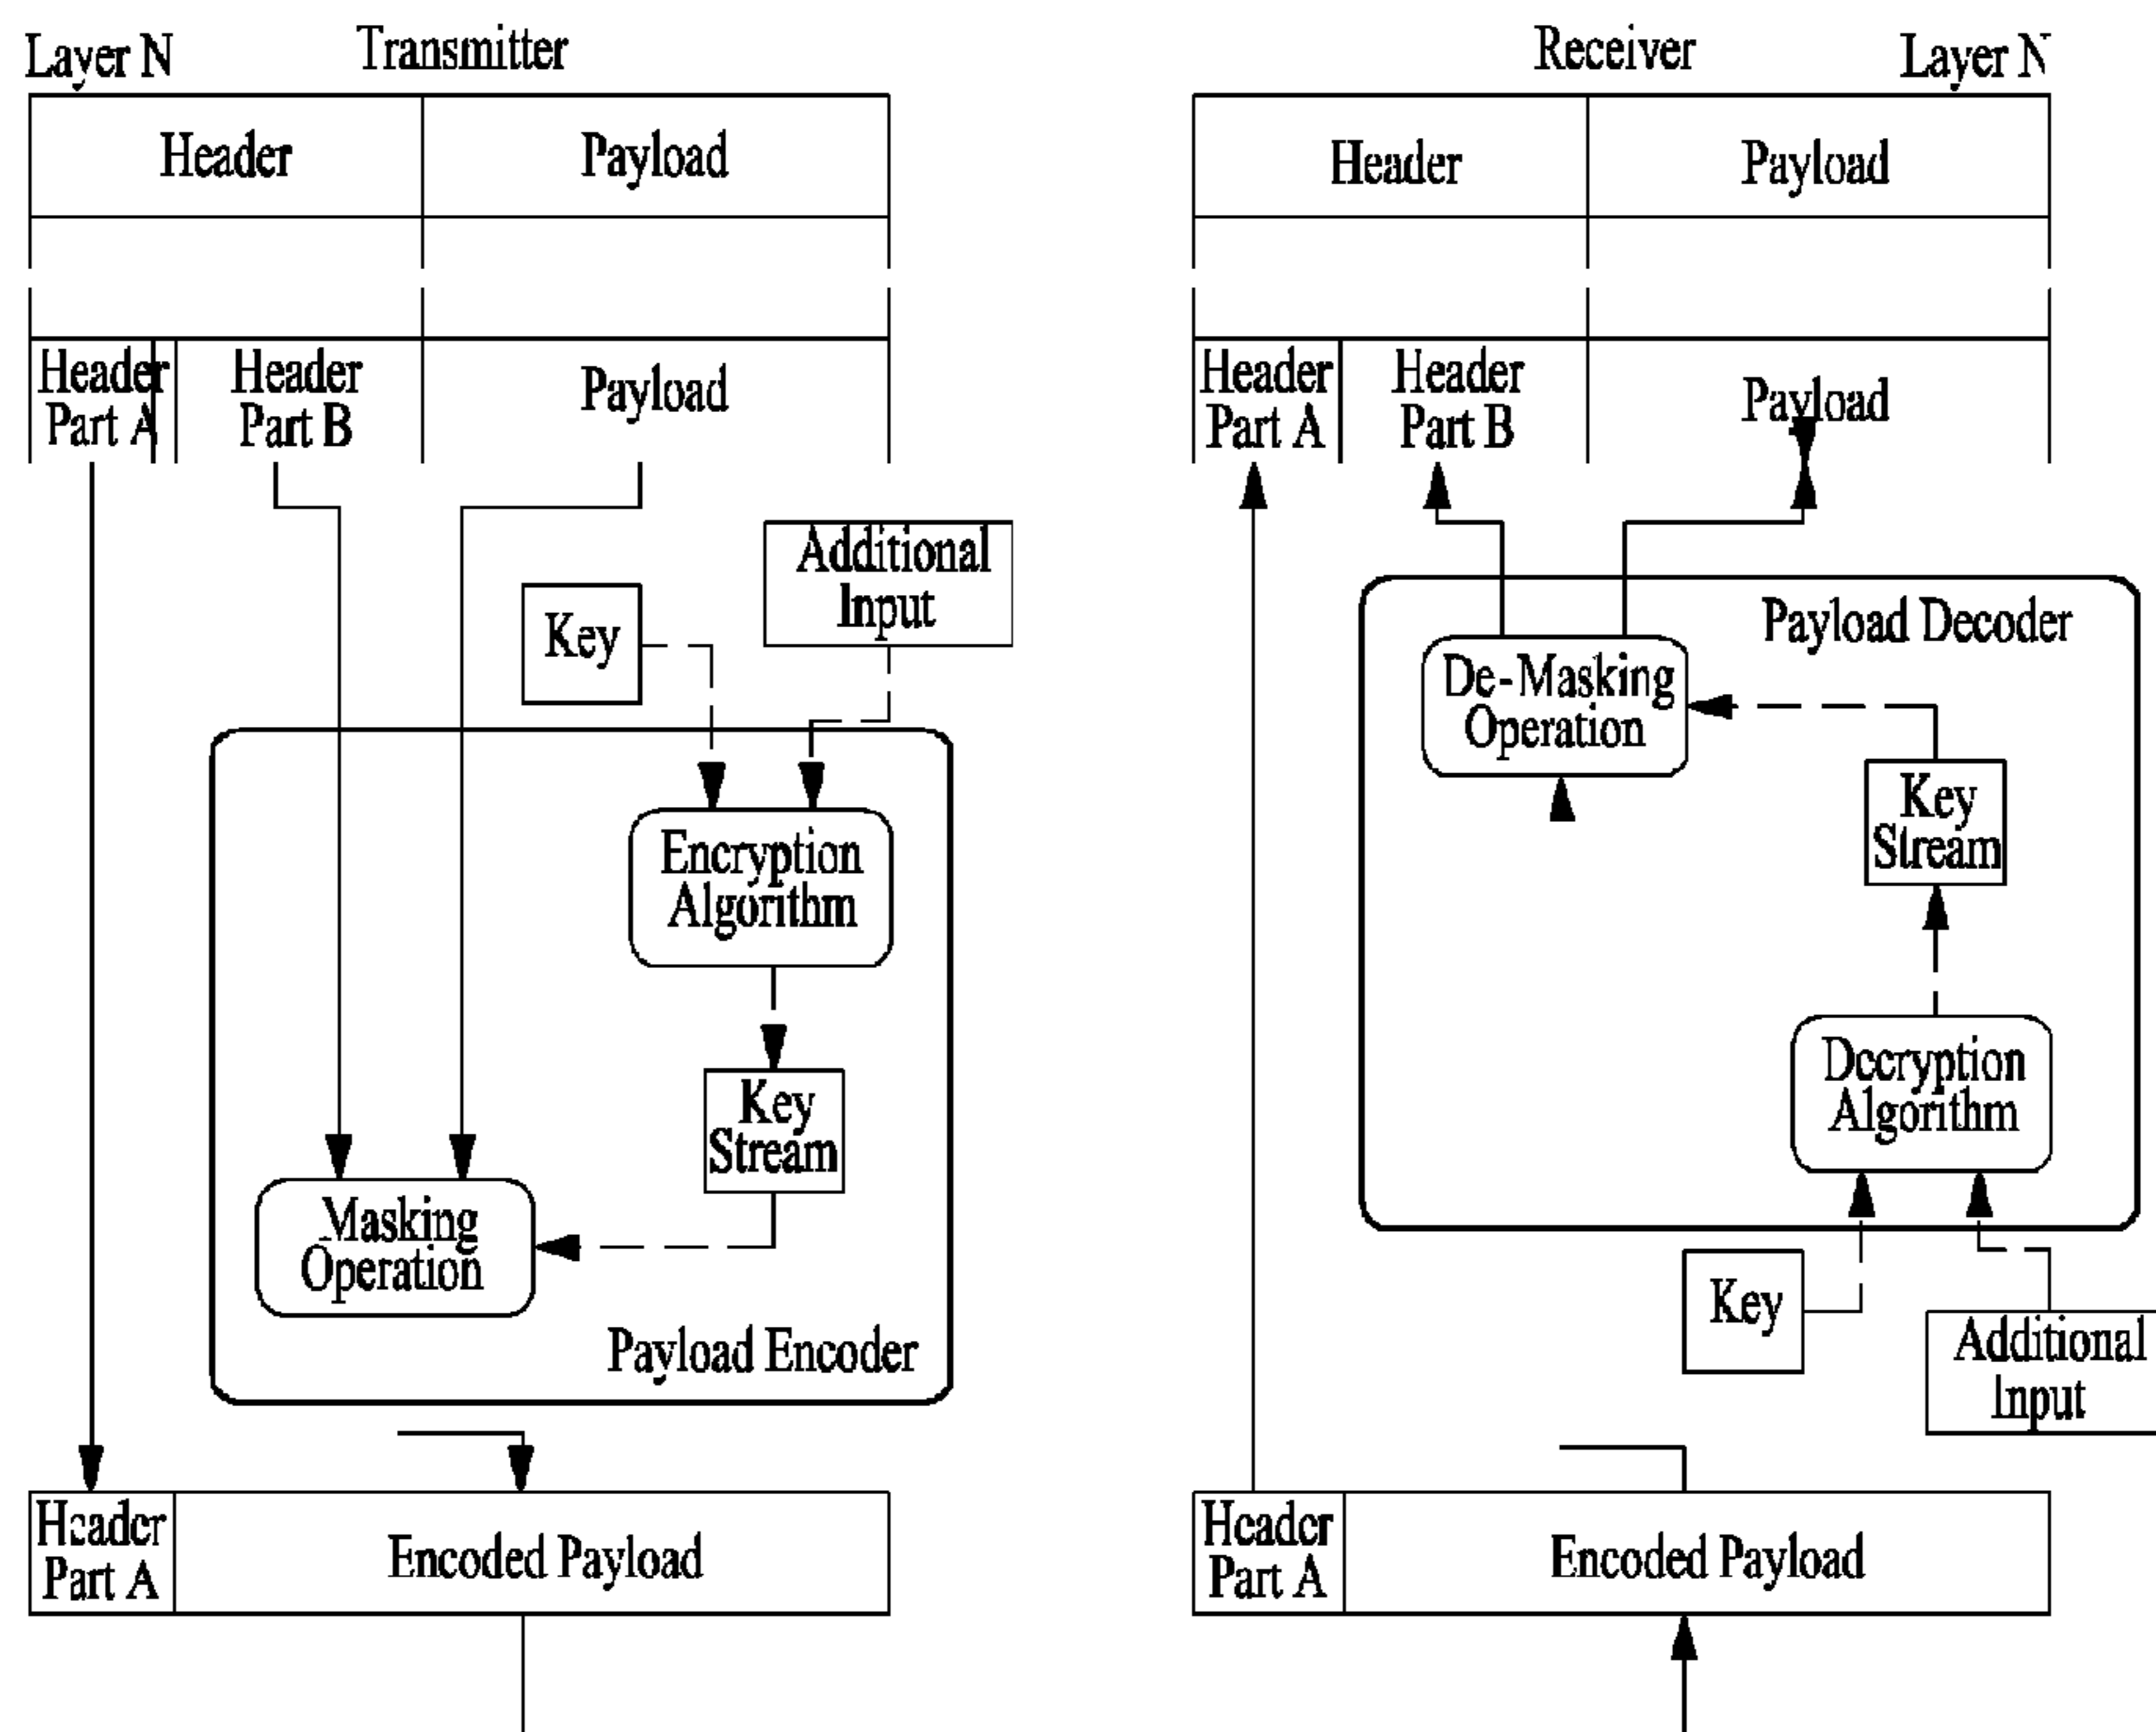 Layer N
Transmitter
Header
Payload
Header
Part A
Header
Part B
Payload
Key
Additional
Input
Encryption
Algorithm
Key
Stream
Masking
Operation
Payload Encoder
Header
Part A
Encoded Payload
Receiver
Layer N
Header
Payload
Header
Part A
Header
Part B
Payload
Payload Decoder
De-Masking
Operation
Key
Stream
Decryption
Algorithm
Key
Additional
Input
Header
Part A
Encoded Payload